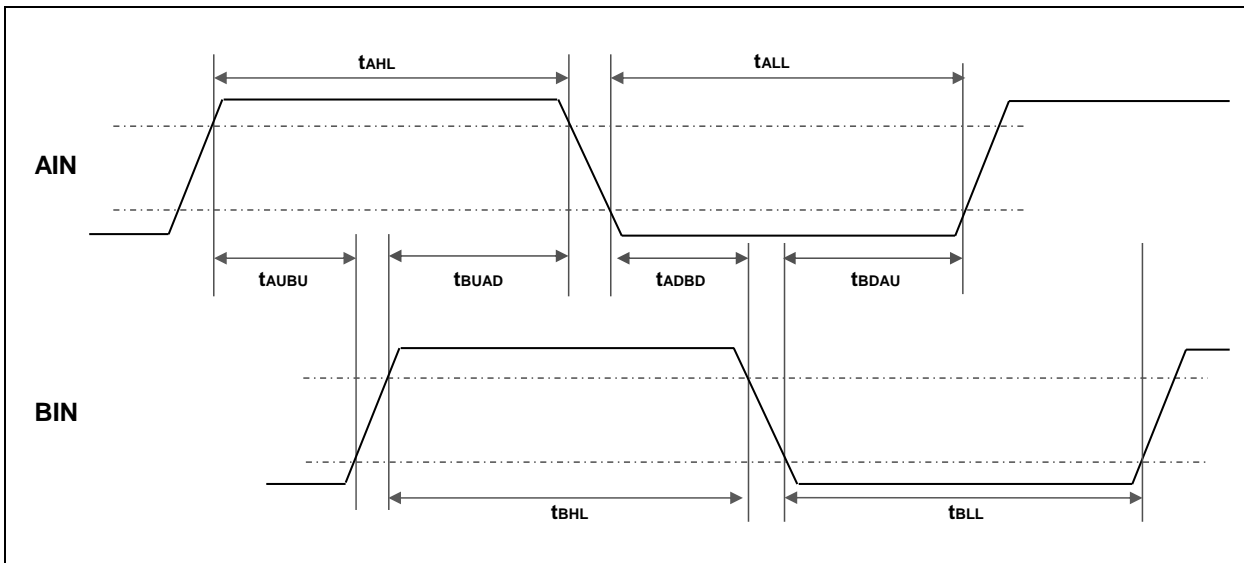 tAHL tALL
AIN
tAUBU tBUAD tADBD tBDAU
BIN
tBHL tBLL